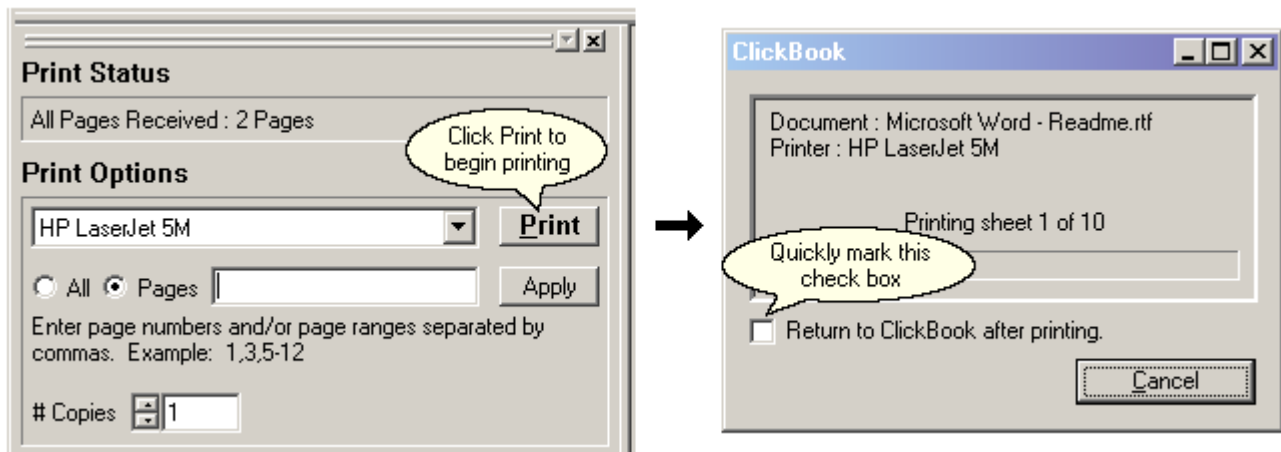 Print Status
All Pages Received : 2 Pages
Click Print to
begin printing
Print Options
HP LaserJet 5M
Print
All
Pages
Apply
Enter page numbers and/or page ranges separated by
commas.  Example:  1,3,5-12
# Copies
1
ClickBook
Document : Microsoft Word - Readme.rtf
Printer : HP LaserJet 5M
Printing sheet 1 of 10
Quickly mark this
check box
Return to ClickBook after printing.
Cancel